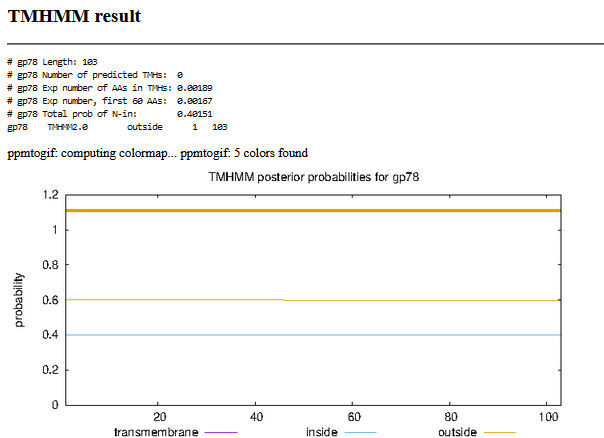 TMHMM result
# gp78 Length: 103
# gp78 Number of predicted TMHs: 0
# gp78 Exp number of AAs in TMHs: 0.00189
# gp78 Exp number, first 60 AAs: 0.00167
# gp78 Total prob of N-in: 0.40151
gp78 TMHMM2.0 outside 1 103
ppmtogif: computing colormap... ppmtogif: 5 colors found
TMHMM posterior probabilities for gp78
1.2
1
0.8
0.6
0.4
0.2
0
probability
20 40 60 80 100
transmembrane inside outside